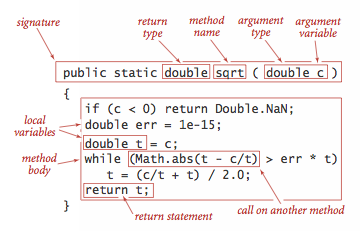 signature
return type
method name
argument type
argument variable
public static double sqrt ( double c )
{
if (c < 0) return Double.NaN;
double err = 1e-15;
local variables
double t = c;
method body
while (Math.abs(t - c/t) > err * t)
t = (c/t + t) / 2.0;
return t;
}
return statement
call on another method